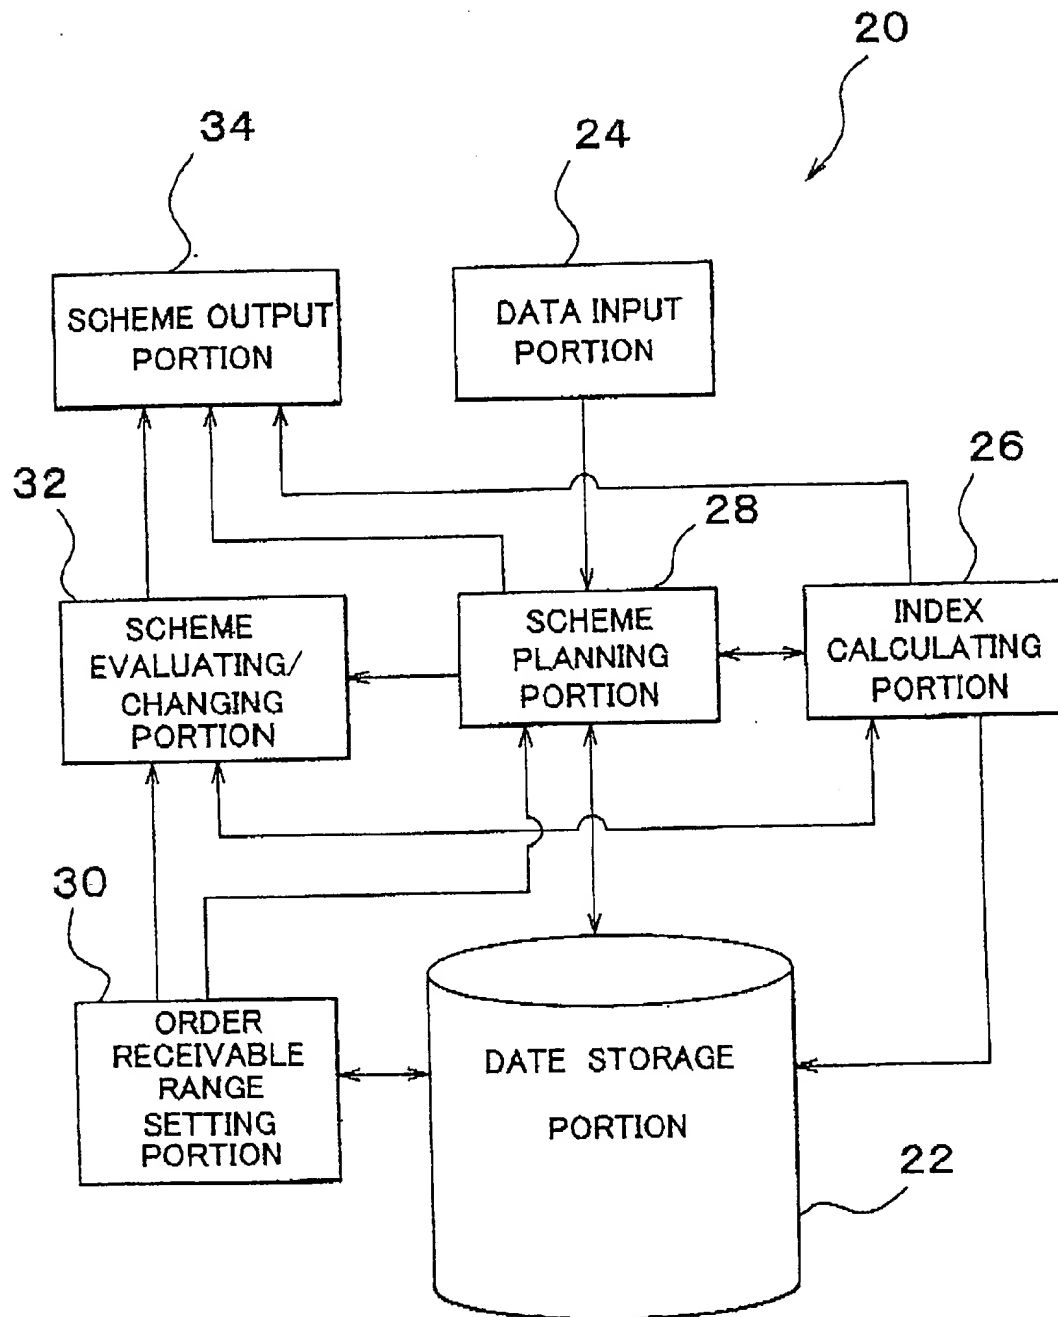 20
34
24
SCHEME OUTPUT
PORTION
DATA INPUT
PORTION
32
28
26
SCHEME
EVALUATING/
CHANGING
PORTION
SCHEME
PLANNING
PORTION
INDEX
CALCULATING
PORTION
30
ORDER
RECEIVABLE
RANGE
SETTING
PORTION
DATE STORAGE
PORTION
22